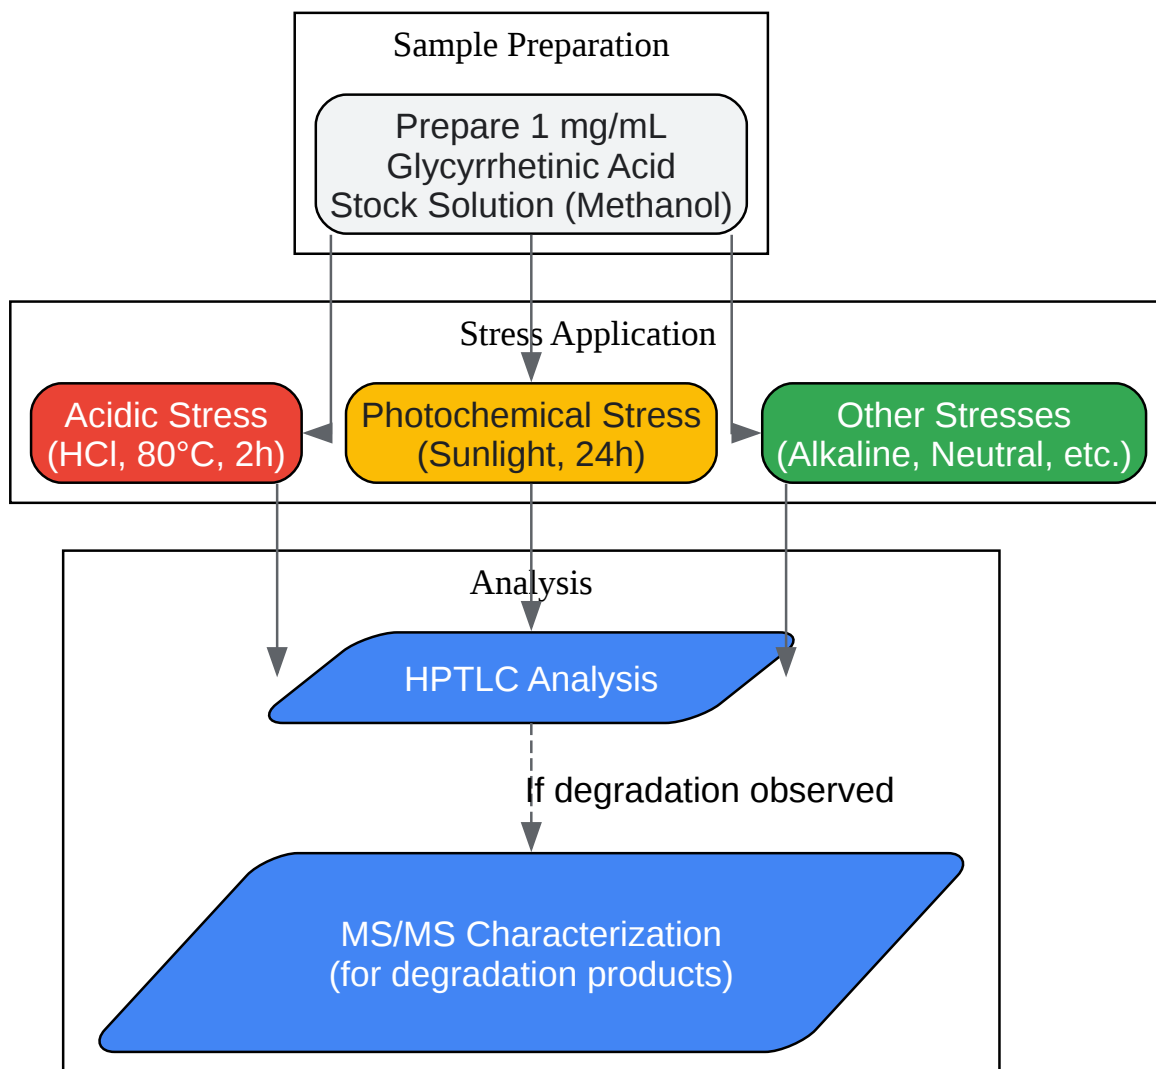 Sample Preparation
Prepare 1 mg/mL
Glycyrrhetinic Acid
Stock Solution (Methanol)
Stress Application
Acidic Stress
(HCl, 80°C, 2h)
Photochemical Stress
(Sunlight, 24h)
Other Stresses
(Alkaline, Neutral, etc.)
Analysis
HPTLC Analysis
If degradation observed
MS/MS Characterization
(for degradation products)